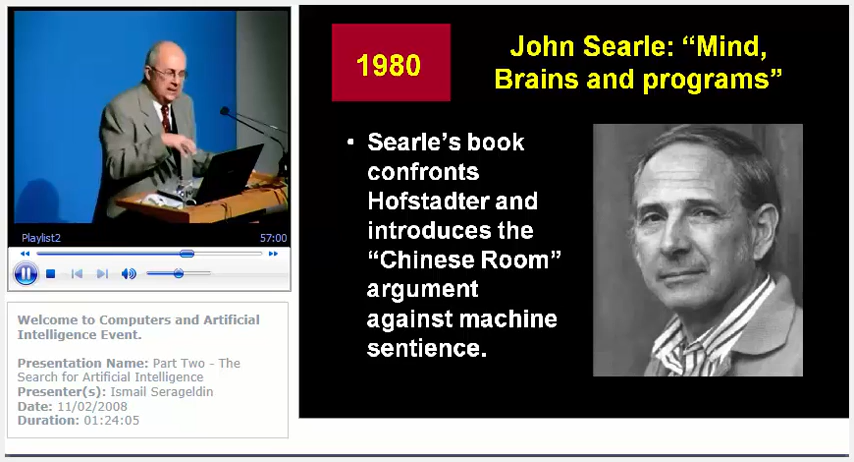 1980
John Searle: “Mind,
Brains and programs”
• Searle’s book
confronts
Hofstadter and
introduces the
“Chinese Room”
argument
against machine
sentience.
Playlist2 57:00
Welcome to Computers and Artificial
Intelligence Event.
Presentation Name: Part Two - The
Search for Artificial Intelligence
Presenter(s): Ismail Serageldin
Date: 11/02/2008
Duration: 01:24:05